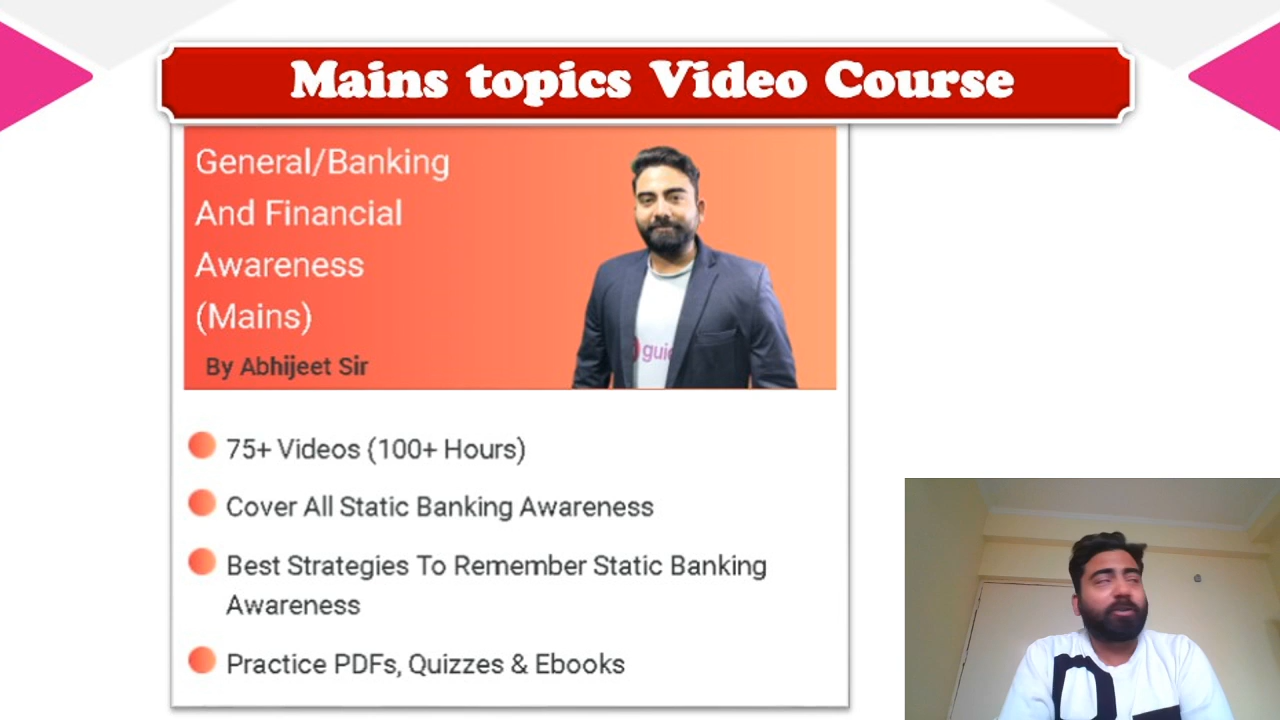 Mains topics Video Course
General/Banking
And Financial
Awareness
(Mains)
By Abhijeet Sir
guid
75+ Videos (100+ Hours)
Cover All Static Banking Awareness
Best Strategies To Remember Static Banking
Awareness
Practice PDFs, Quizzes & Ebooks